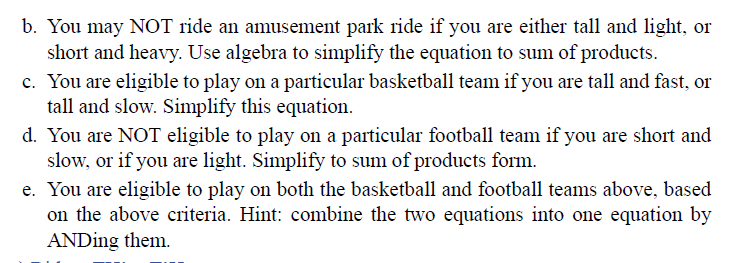 b. You may NOT ride an amusement park ride if you are either tall and light, or
short and heavy. Use algebra to simplify the equation to sum of products.
c. You are eligible to play on a particular basketball team if you are tall and fast, or
tall and slow. Simplify this equation.
d. You are NOT eligible to play on a particular football team if you are short and
slow, or if you are light. Simplify to sum of products form.
e. You are eligible to play on both the basketball and football teams above, based
on the above criteria. Hint: combine the two equations into one equation by
ANDing them.